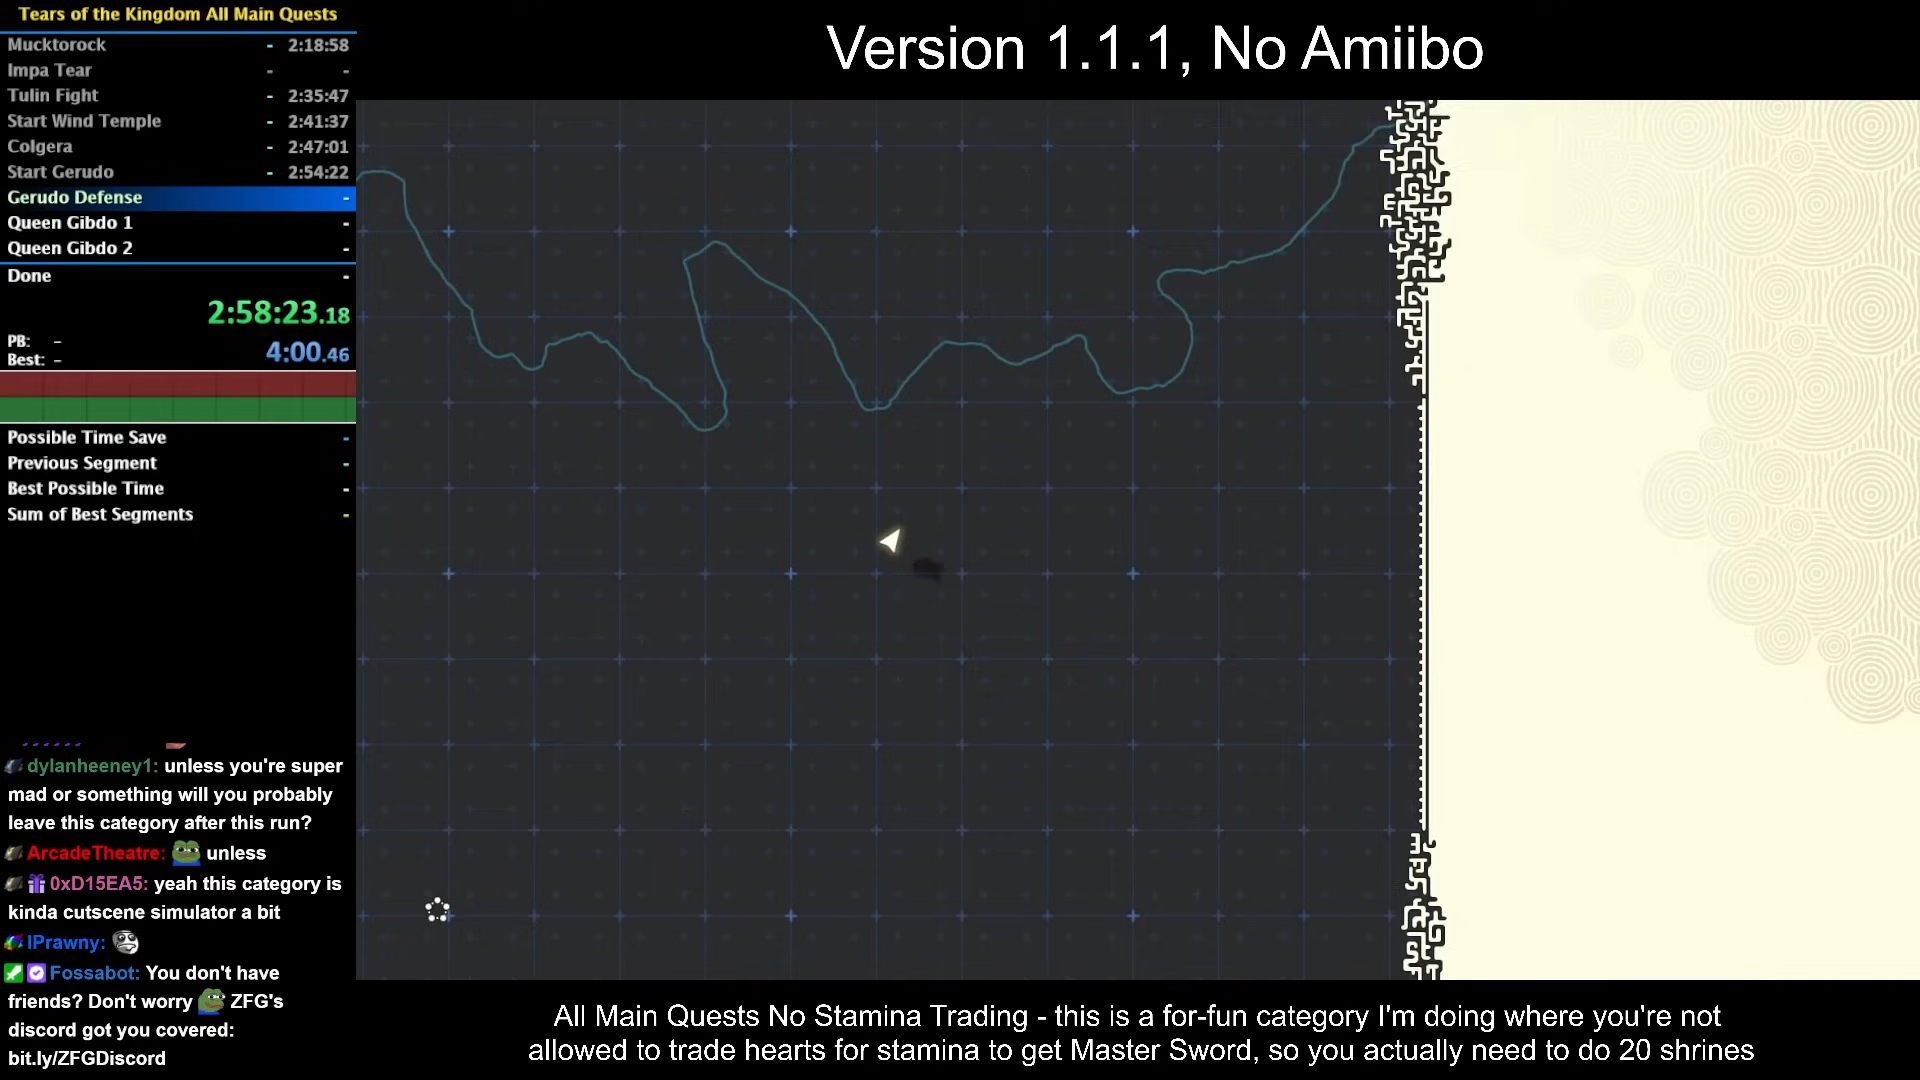 Tears of the Kingdom All Main Quests
Mucktorock - 2:18:58
Impa Tear - -
Tulin Fight - 2:35:47
Start Wind Temple - 2:41:37
Colgera - 2:47:01
Start Gerudo - 2:54:22
Gerudo Defense -
Queen Gibdo 1 -
Queen Gibdo 2 -
Done -
2:58:23.18
PB: -
Best: -
4:00.46
Possible Time Save -
Previous Segment -
Best Possible Time -
Sum of Best Segments -
dylanheeney1: unless you're super
mad or something will you probably
leave this category after this run?
ArcadeTheatre: unless
0xD15EA5: yeah this category is
kinda cutscene simulator a bit
IPrawny:
Fossabot: You don't have
friends? Don't worry ZFG's
discord got you covered:
bit.ly/ZFGDiscord
Version 1.1.1, No Amiibo
All Main Quests No Stamina Trading - this is a for-fun category I'm doing where you're not
allowed to trade hearts for stamina to get Master Sword, so you actually need to do 20 shrines